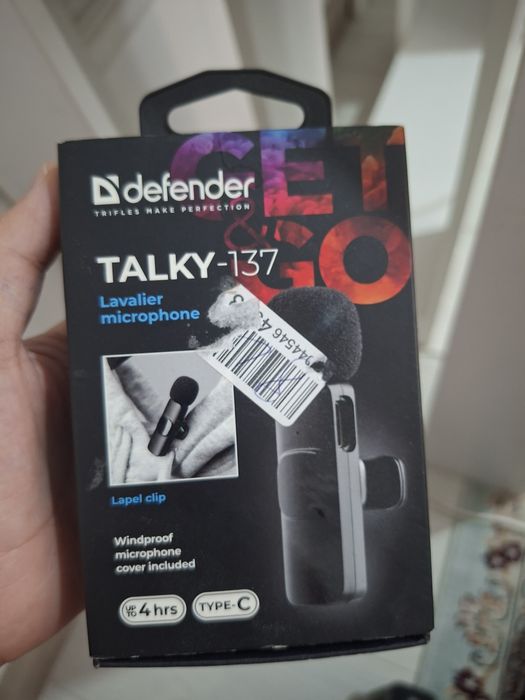 GET
& GO
defender
TRIFLES MAKE PERFECTION
TALKY-137
Lavalier
microphone
Lapel clip
Windproof
microphone
cover included
UP TO 4 hrs
TYPE-C